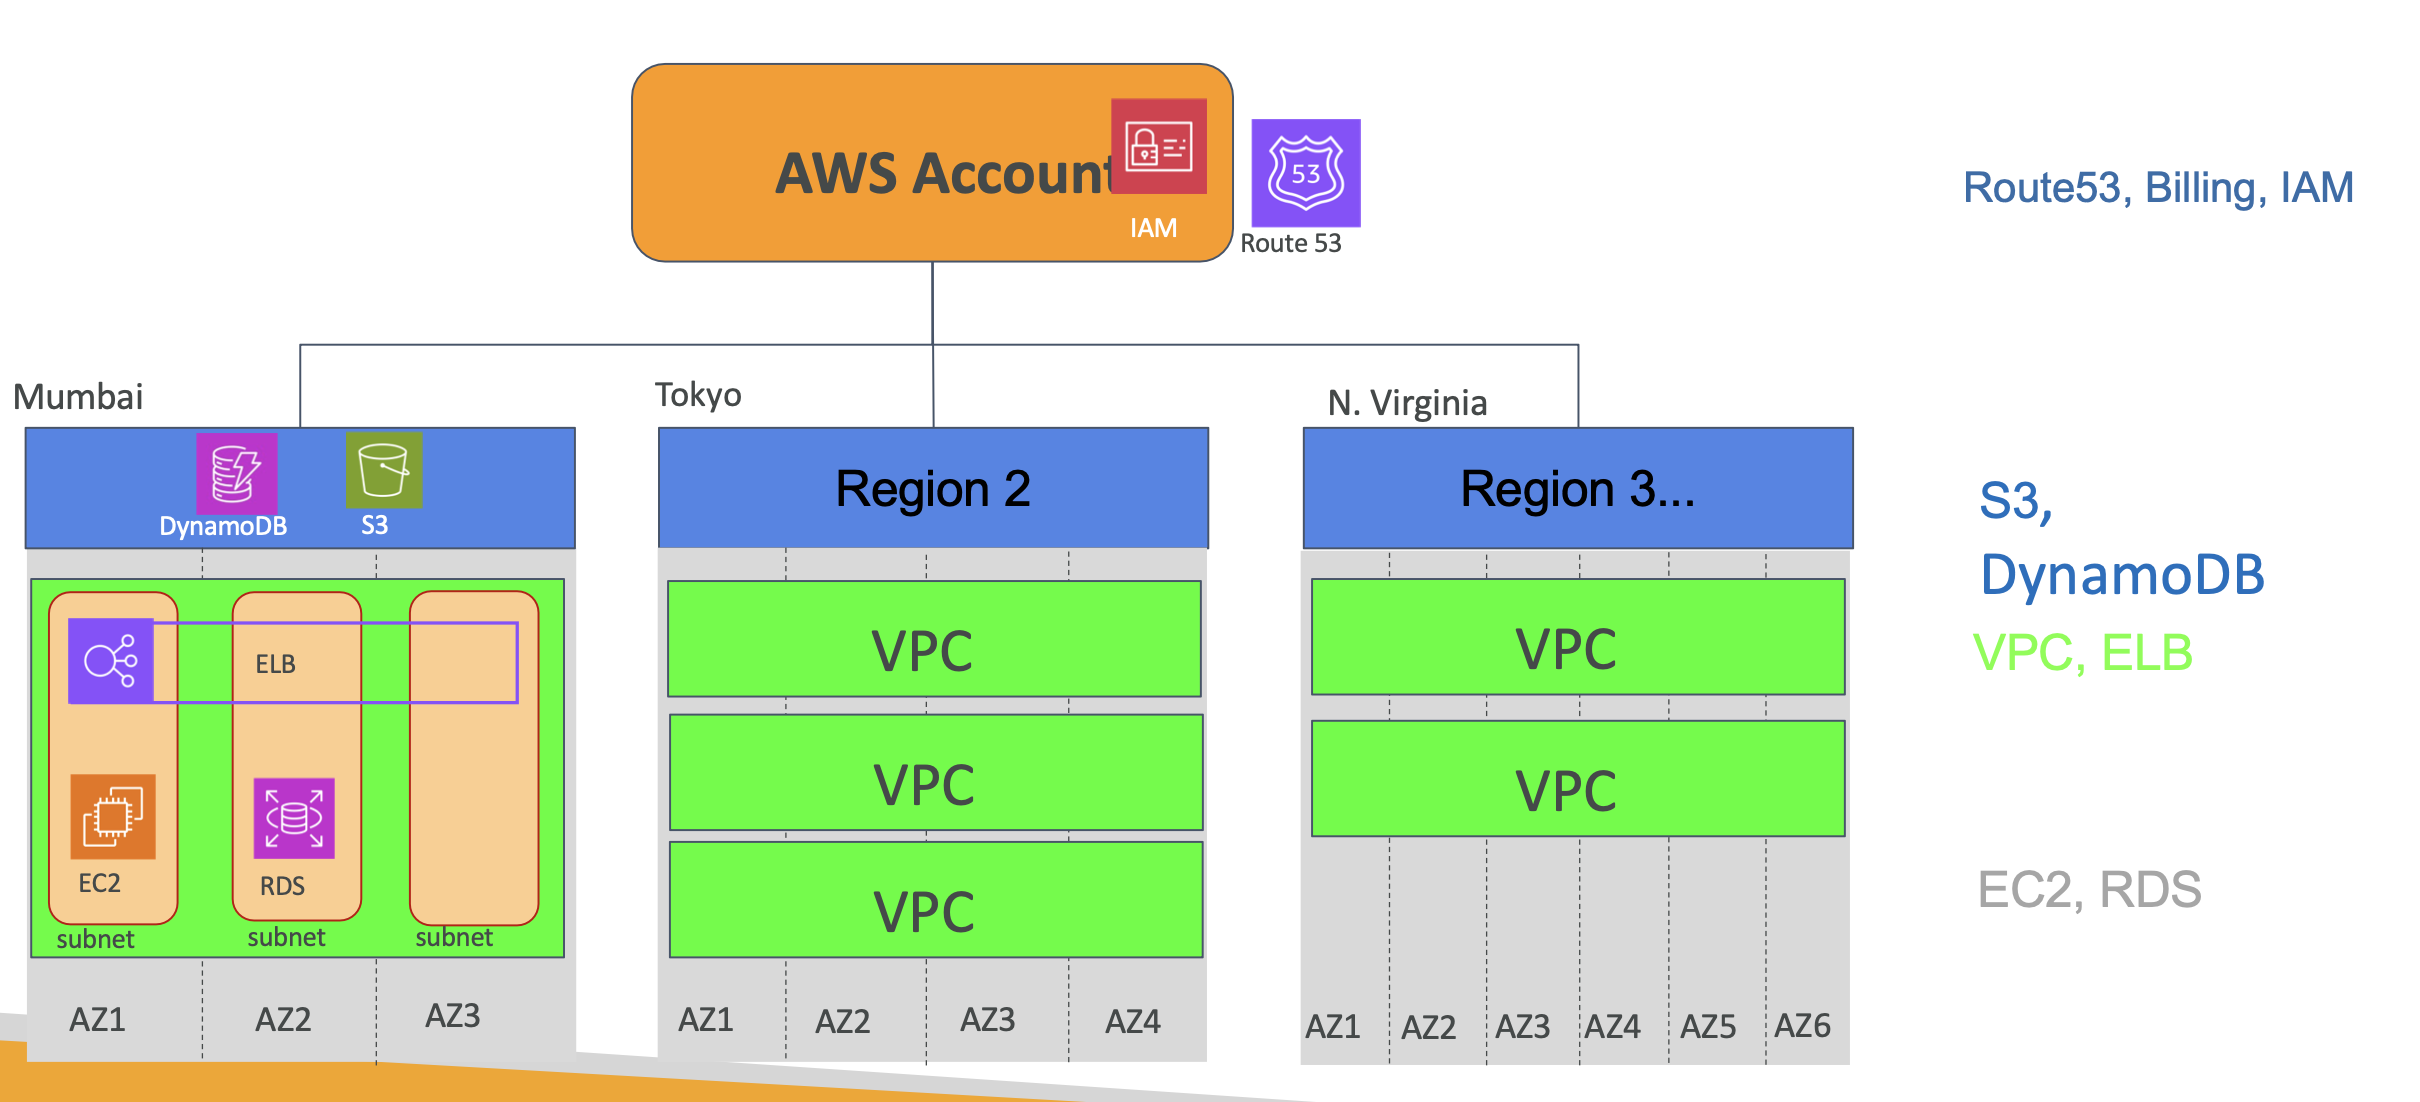 AWS Account
IAM
53
Route 53
Route53, Billing, IAM
Mumbai
Tokyo
N. Virginia
DynamoDB
S3
Region 2
Region 3...
S3,
DynamoDB
VPC, ELB
EC2, RDS
ELB
EC2
RDS
subnet
subnet
subnet
AZ1
AZ2
AZ3
VPC
VPC
VPC
AZ1
AZ2
AZ3
AZ4
VPC
VPC
AZ1
AZ2
AZ3
AZ4
AZ5
AZ6